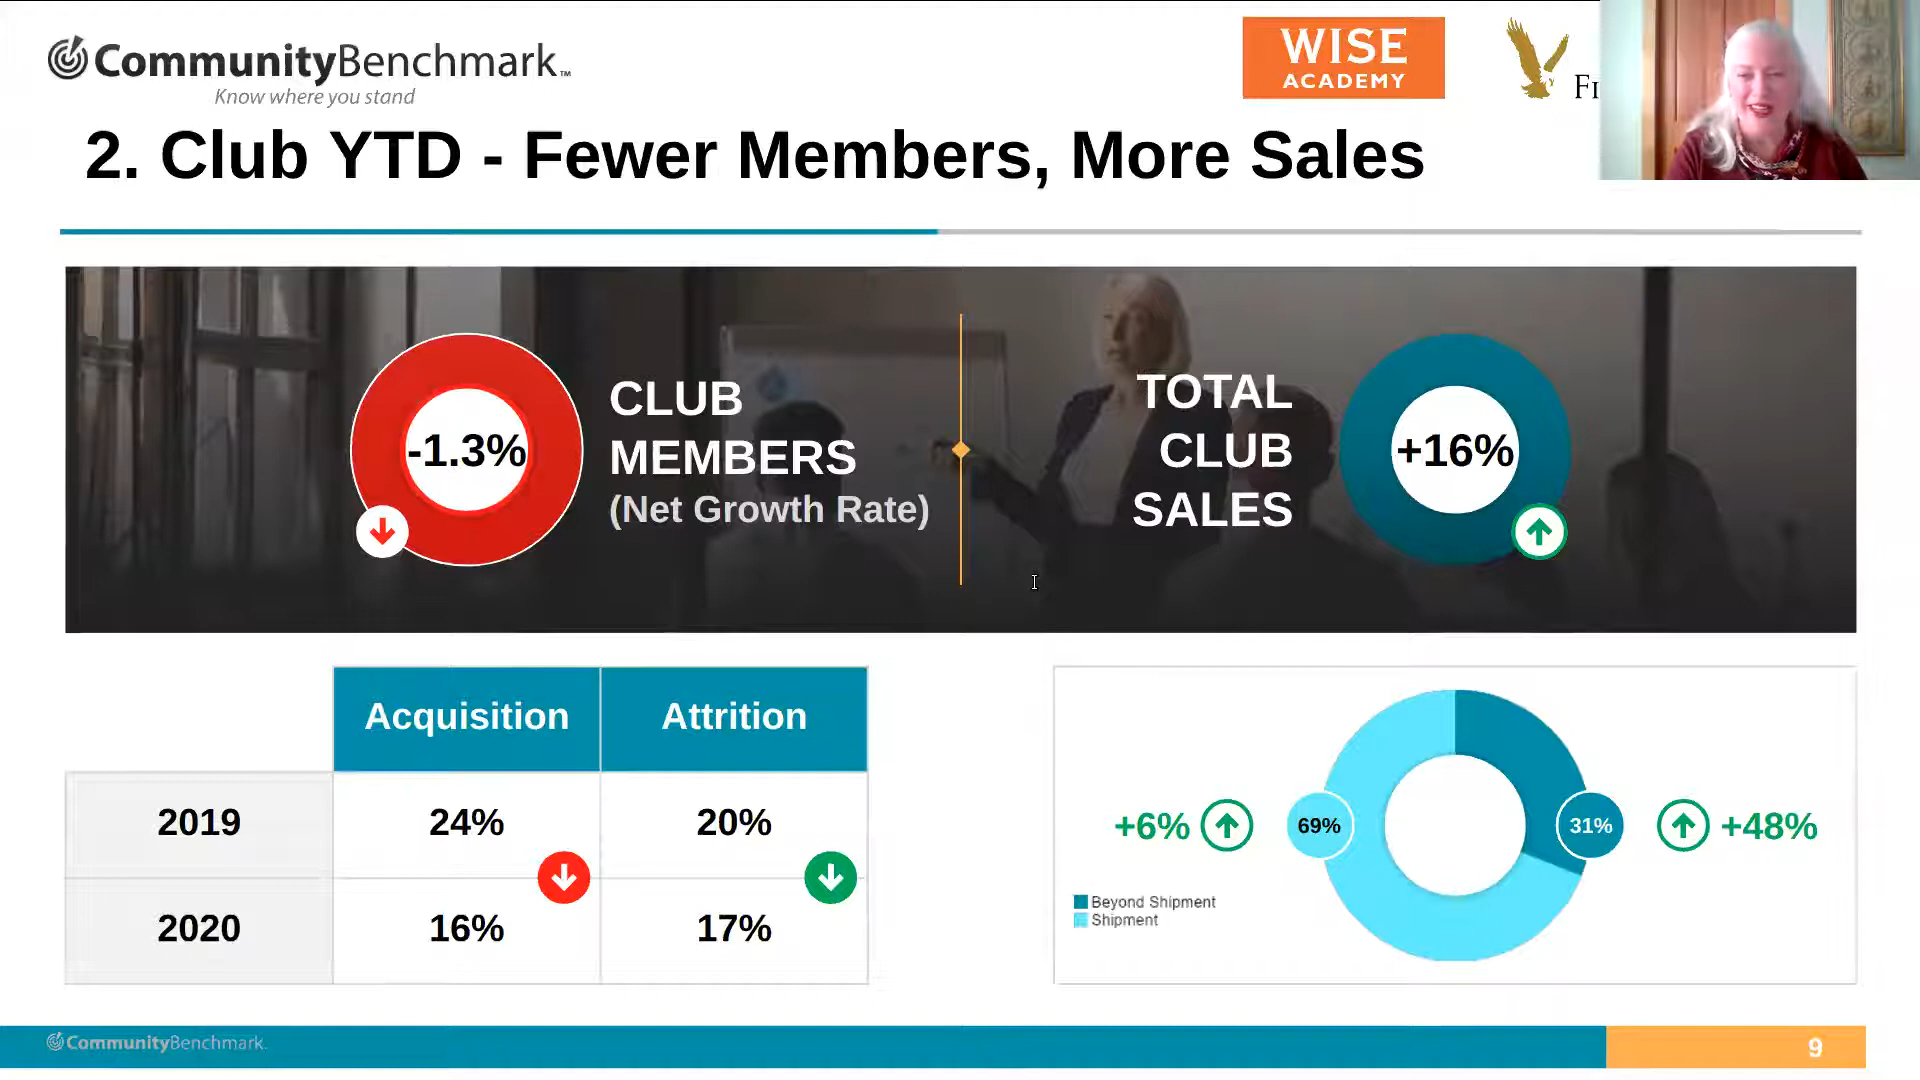 CommunityBenchmark™
Know where you stand
WISE
ACADEMY
2. Club YTD - Fewer Members, More Sales
-1.3%
CLUB
MEMBERS
(Net Growth Rate)
TOTAL
CLUB
SALES
+16%
Acquisition Attrition
2019 24% 20%
2020 16% 17%
+6% 69% 31% +48%
Beyond Shipment
Shipment
CommunityBenchmark.
9